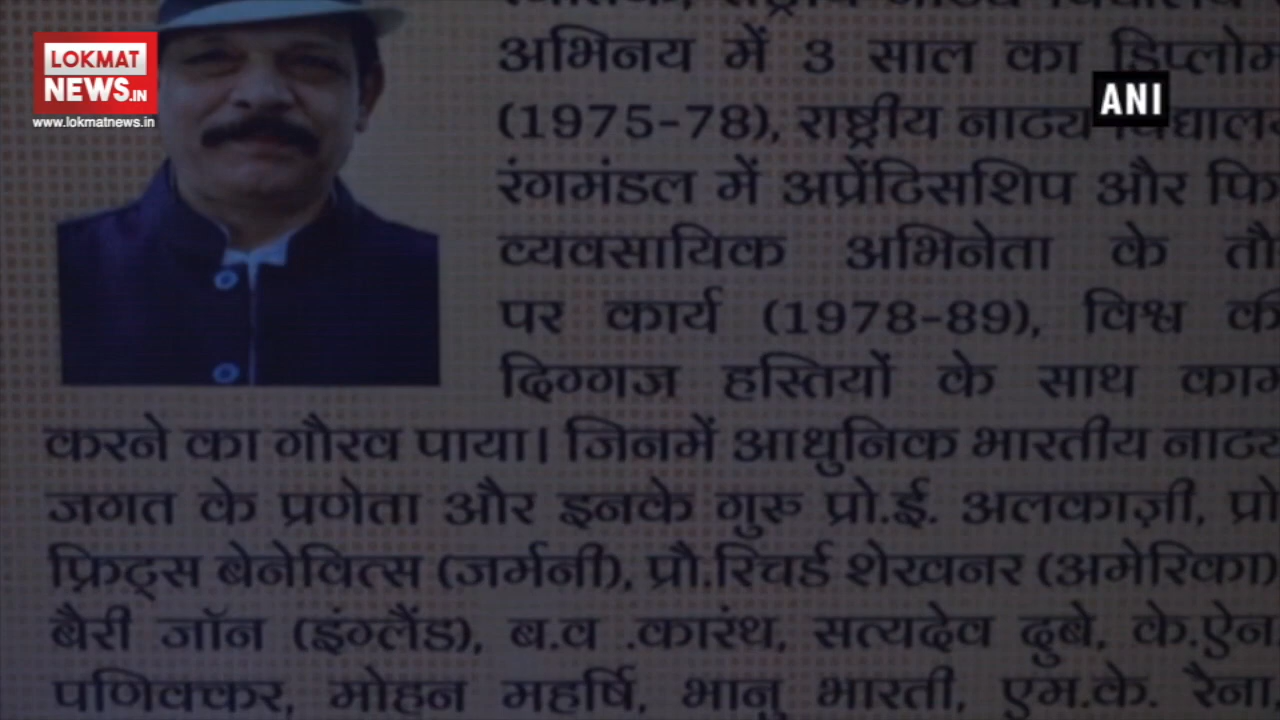 LOKMAT
NEWS.IN
www.lokmatnews.in
ANI
अभिनय में 3 साल का डिप्लोम
(1975-78), राष्ट्रीय नाट्य
रंगमंडल में अप्रेंटिसशिप और फि
व्यवसायिक अभिनेता के तौ
पर कार्य (1978-89), विश्व की
दिग्गज हस्तियों के साथ काम
करने का गौरव पाया। जिनमें आधुनिक भारतीय नाट्य
जगत के प्रणेता और इनके गुरु प्रो.ई. अलकाज़ी, प्रो
फ़्रिट्स बेनेवित्स (जर्मनी), प्रौ.रिचर्ड शेखनर (अमेरिका)
बैरी जॉन (इंग्लैंड), ब.व .कारंथ, सत्यदेव दुबे, के.ऐन
पणिक्कर, मोहन महर्षि, भानु भारती, एम.के. रैना,